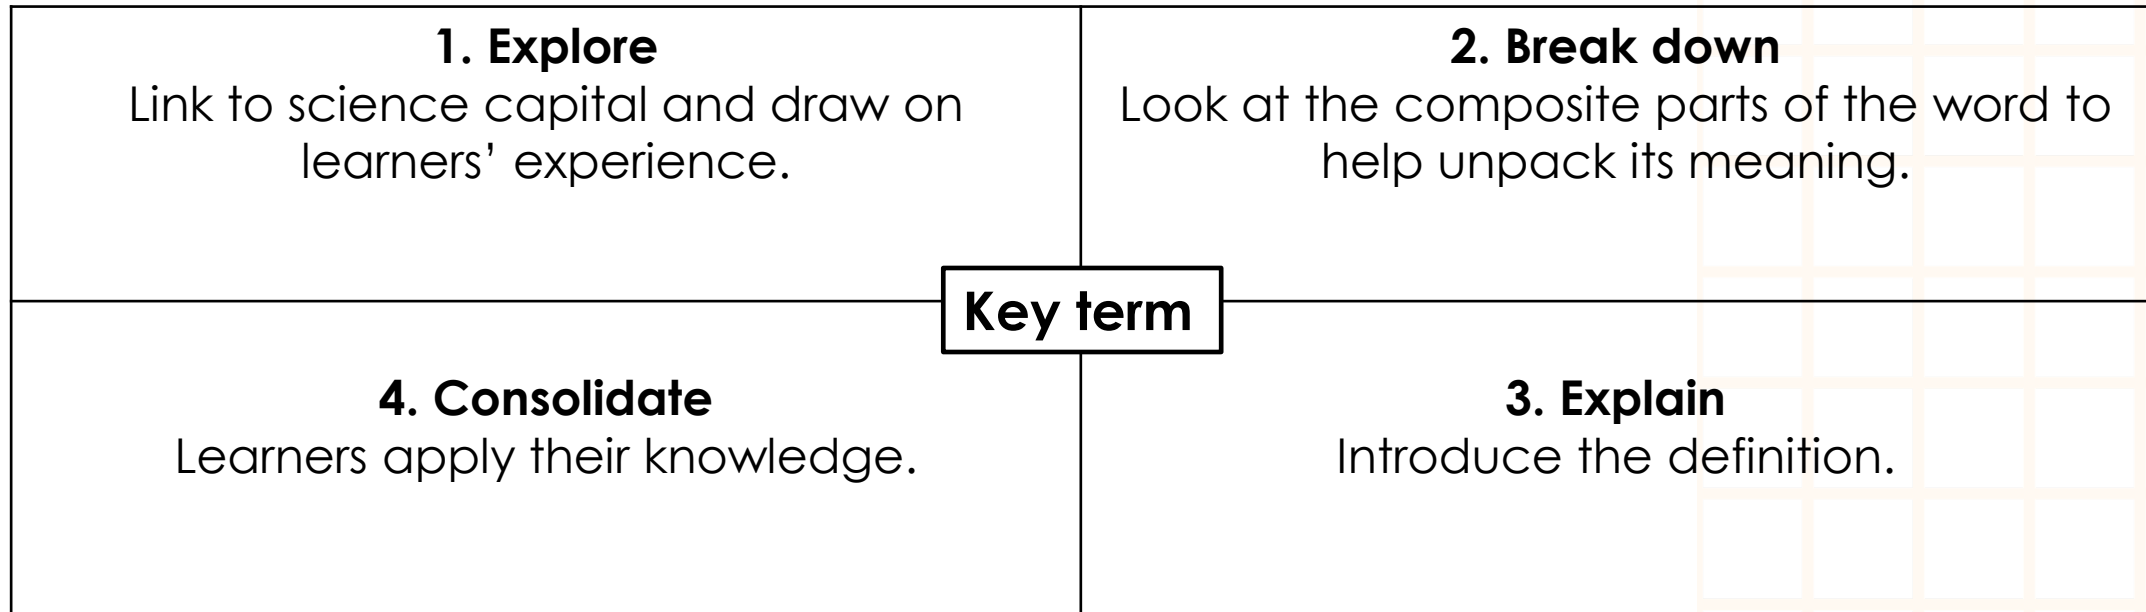 1. Explore
Link to science capital and draw on
learners’ experience.
2. Break down
Look at the composite parts of the word to
help unpack its meaning.
Key term
4. Consolidate
Learners apply their knowledge.
3. Explain
Introduce the definition.